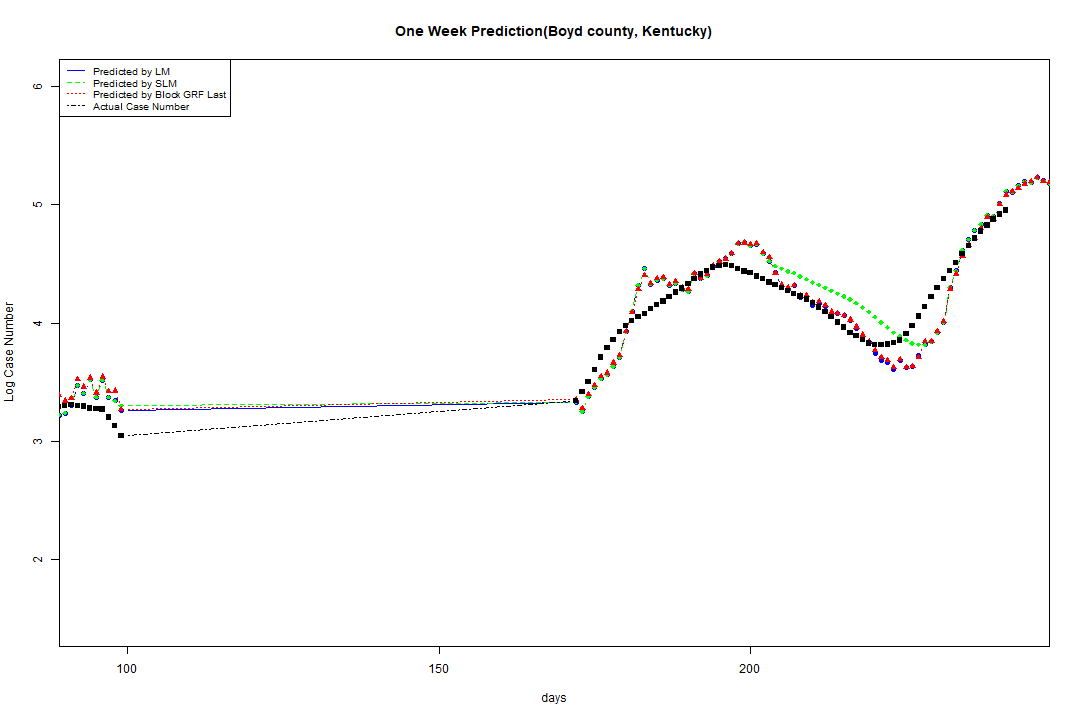 One Week Prediction(Boyd county, Kentucky)
Predicted by LM
Predicted by SLM
Predicted by Block GRF Last
Actual Case Number
6
5
4
3
2
Log Case Number
100
150
200
days